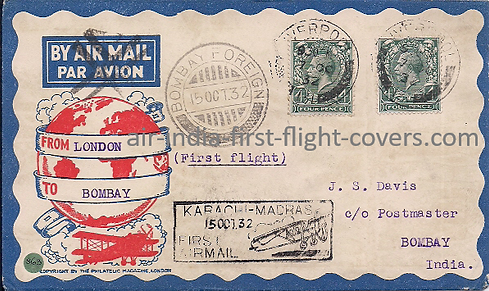 BY AIR MAIL
PAR AVION
BOMBAY FOREIGN
15 OCT. 32
LIVERPOOL
FOUR PENCE
FOUR PENCE
air-india-first-flight-covers.com
FROM LONDON
(First flight)
TO BOMBAY
KARACHI-MADRAS
15 OCT. 32
FIRST
AIRMAIL
J. S. Davis
c/o Postmaster
BOMBAY
India.
COPYRIGHT BY THE PHILATELIC MAGAZINE, LONDON